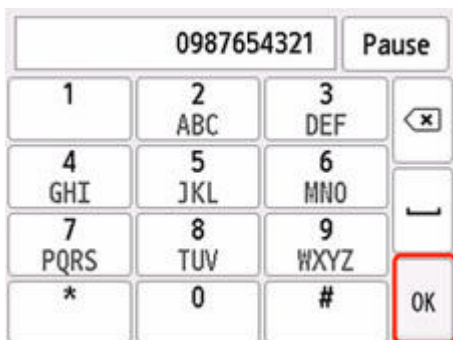 0987654321 Pause
1 2 3
ABC DEF
4 5 6
GHI JKL MNO
7 8 9
PQRS TUV WXYZ
* 0 # OK